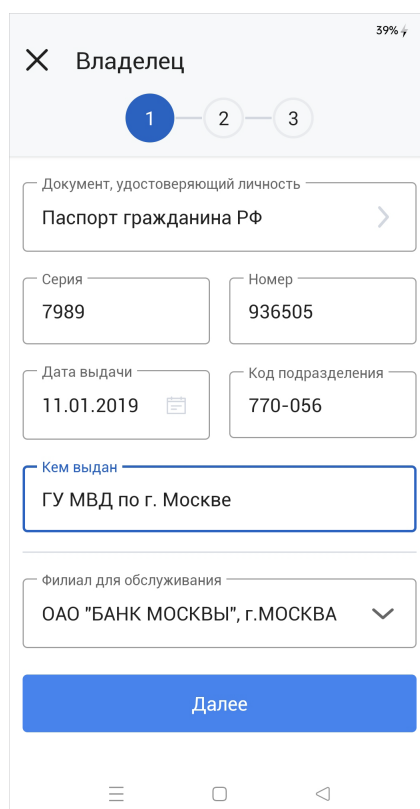 39%
Владелец
1 2 3
Документ, удостоверяющий личность
Паспорт гражданина РФ
Серия Номер
7989 936505
Дата выдачи Код подразделения
11.01.2019 770-056
Кем выдан
ГУ МВД по г. Москве
Филиал для обслуживания
ОАО "БАНК МОСКВЫ", г.МОСКВА
Далее